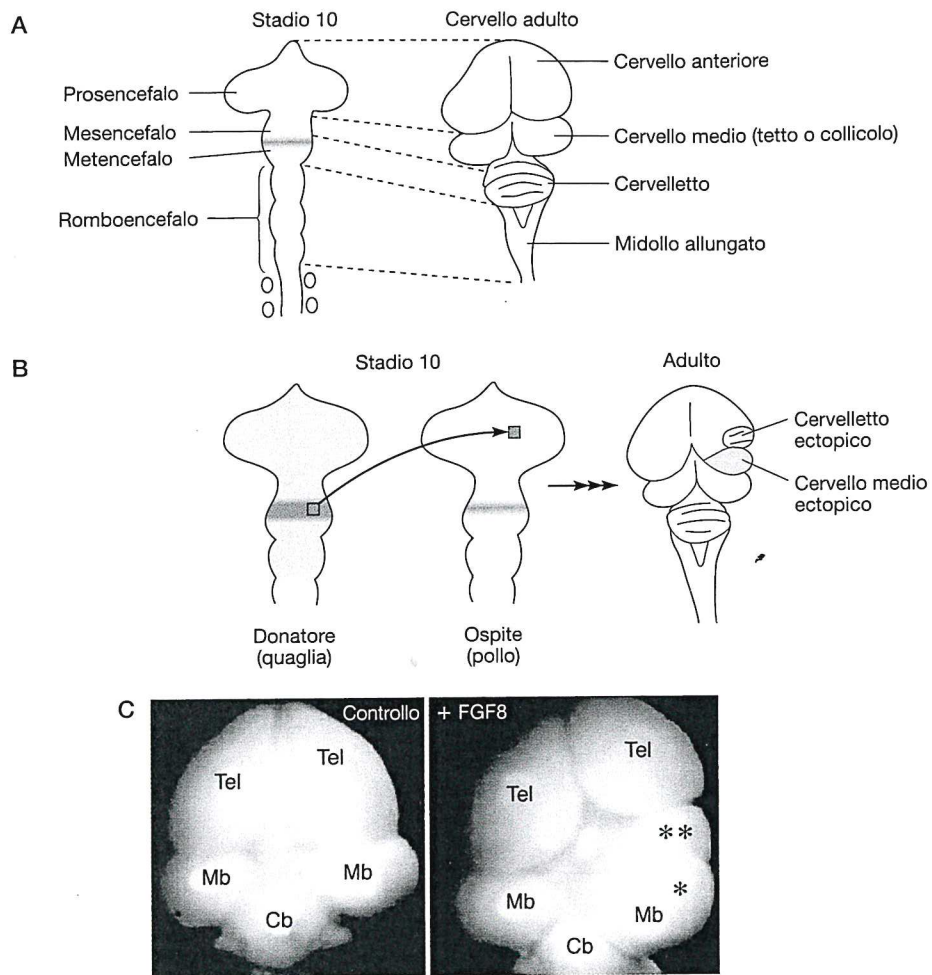 A
Stadio 10
Cervello adulto
Prosencefalo
Mesencefalo
Metencefalo
Romboencefalo
Cervello anteriore
Cervello medio (tetto o collicolo)
Cervelletto
Midollo allungato
B
Stadio 10
Adulto
Cervelletto
ectopico
Cervello medio
ectopico
Donatore
(quaglia)
Ospite
(pollo)
C
Controllo
Tel
Tel
Mb
Mb
Cb
+ FGF8
Tel
Tel
**
*
Mb
Mb
Cb